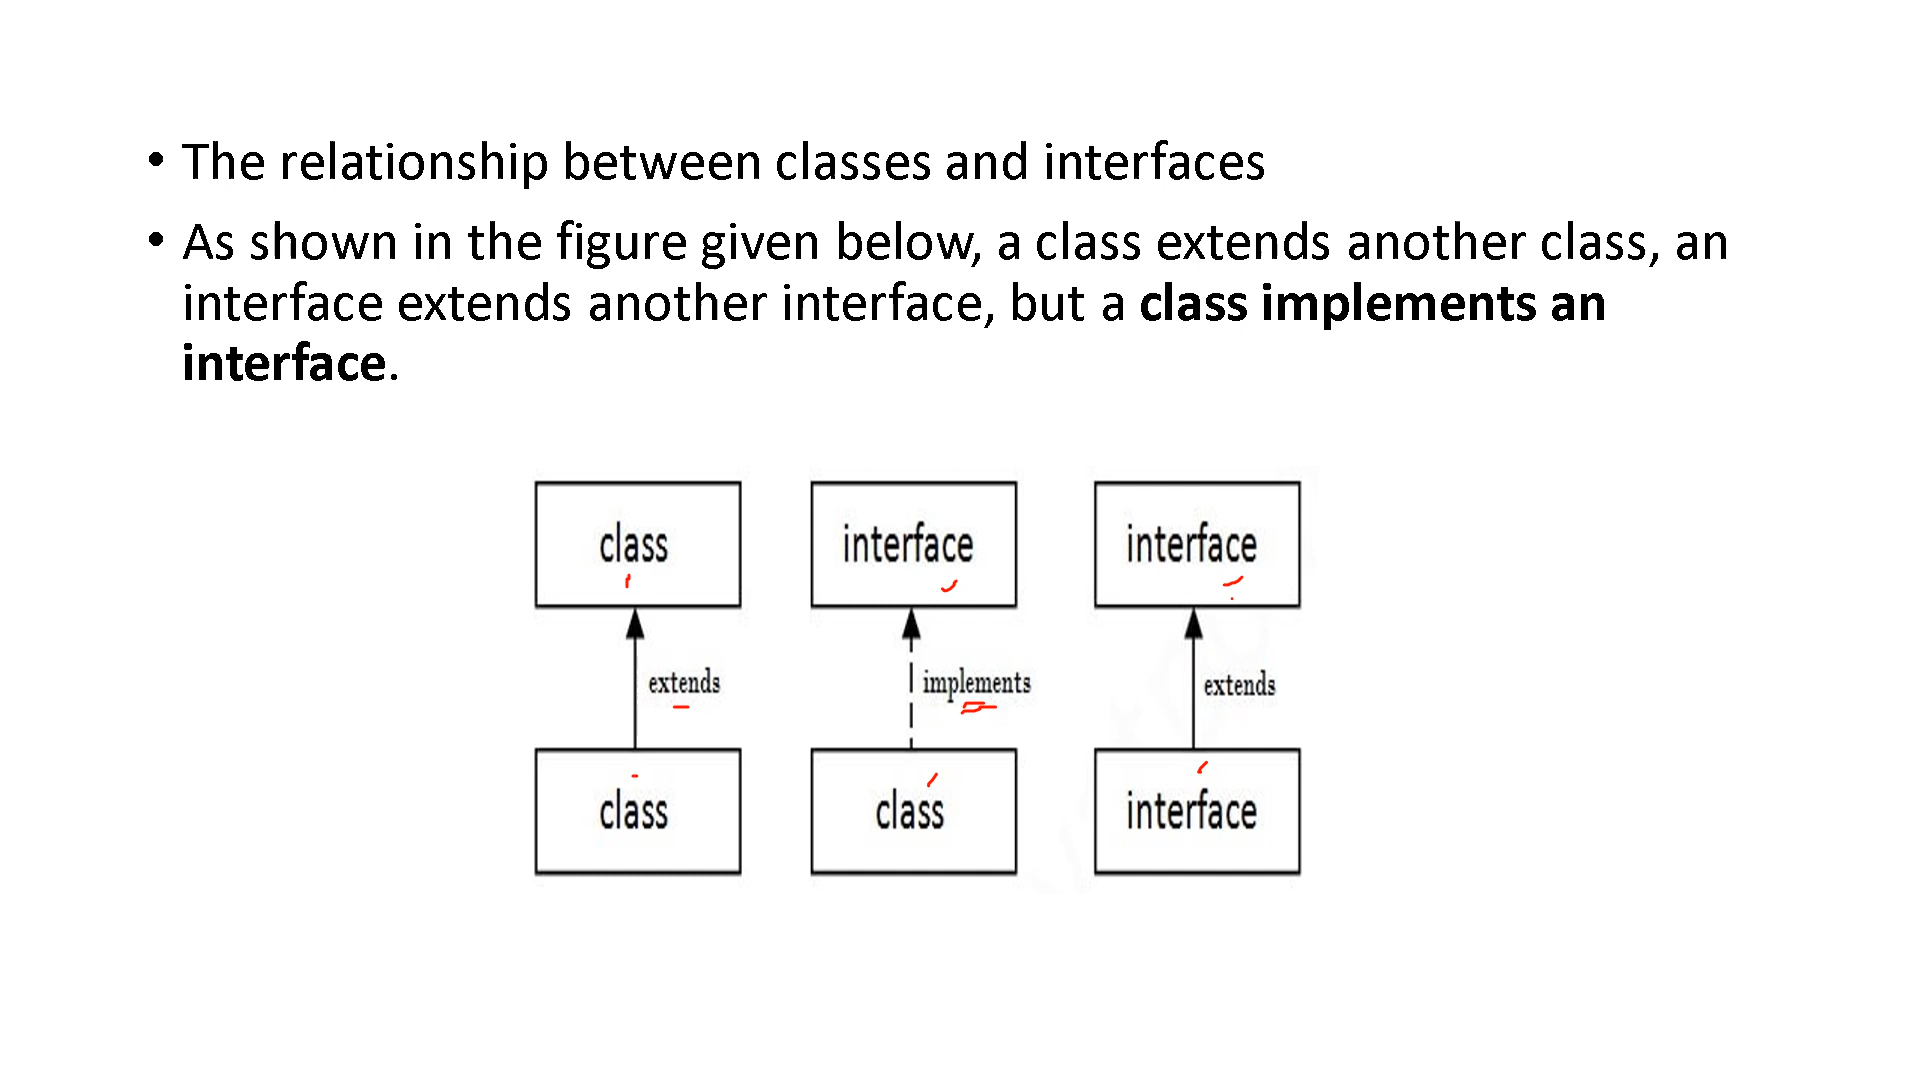 • The relationship between classes and interfaces
• As shown in the figure given below, a class extends another class, an
interface extends another interface, but a class implements an
interface.
class interface interface
extends implements extends
class class interface